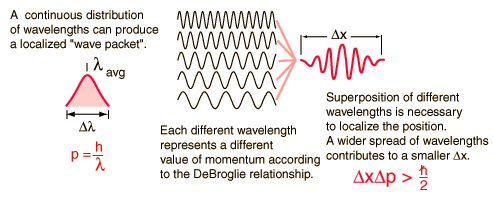 A continuous distribution
of wavelengths can produce
a localized "wave packet".
λ avg
Δλ
p = h
λ
Each different wavelength
represents a different
value of momentum according
to the DeBroglie relationship.
Δx
Superposition of different
wavelengths is necessary
to localize the position.
A wider spread of wavelengths
contributes to a smaller Δx.
ΔxΔp > ħ
2